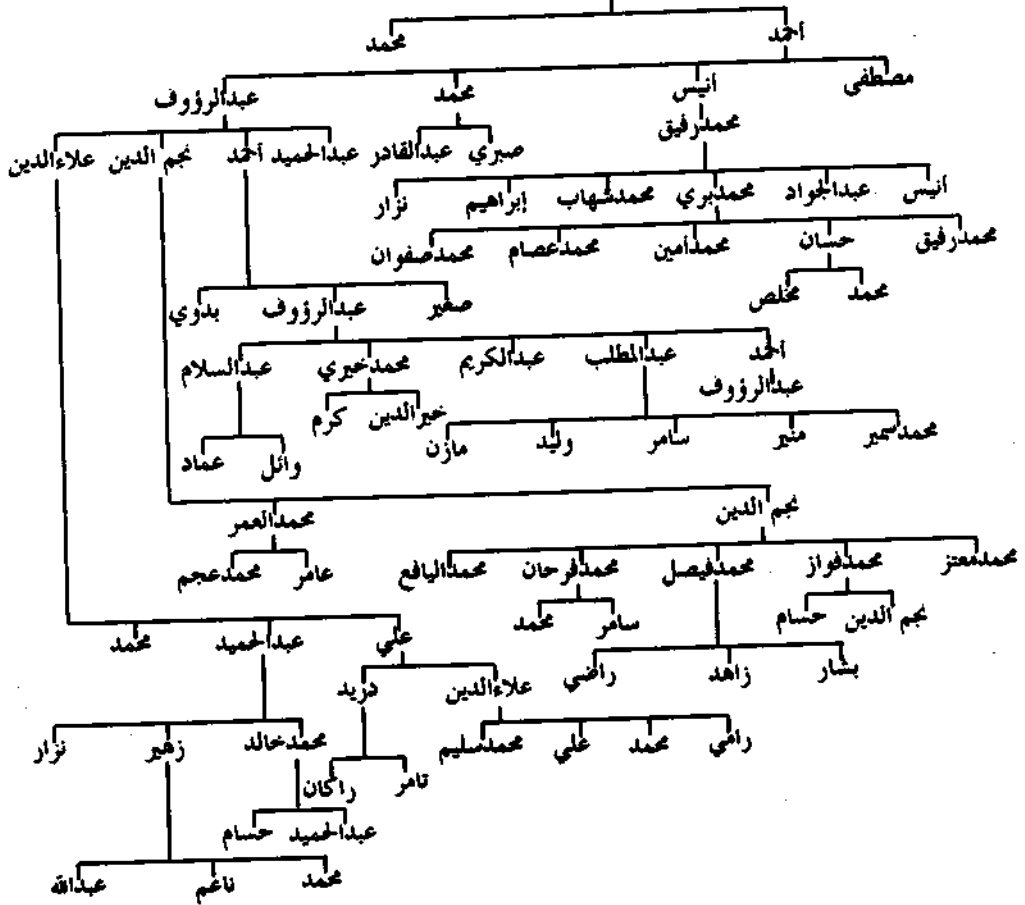 أحمد محمد
مصطفى أنيس محمد عبدالرؤوف
محمدرفيق صبري عبدالقادر عبدالحميد أحمد نجم الدين علاءالدين
أنيس عبدالجواد محمدبري محمدشهاب إبراهيم نزار
محمدرفيق حسان محمدأمين محمدعصام محمدصفوان
محمد مخلص
صغير عبدالرؤوف بدوي
أحمد عبدالمطلب عبدالكريم محمدخيري عبدالسلام
عبدالرؤوف خيرالدين كرم
محمدسمير منير سامر وليد مازن وائل عماد
نجم الدين محمدالعمر
محمدمعتز محمدفواز محمدفيصل محمدفرحان محمداليافع عامر محمدعجم
نجم الدين حسام سامر محمد علي عبدالحميد محمد
بشار زاهد راضي علاءالدين دريد
رامي محمد علي محمدسليم محمدخالد زهير نزار
تامر راكان
عبدالحميد حسام
محمد ناعم عبدالله